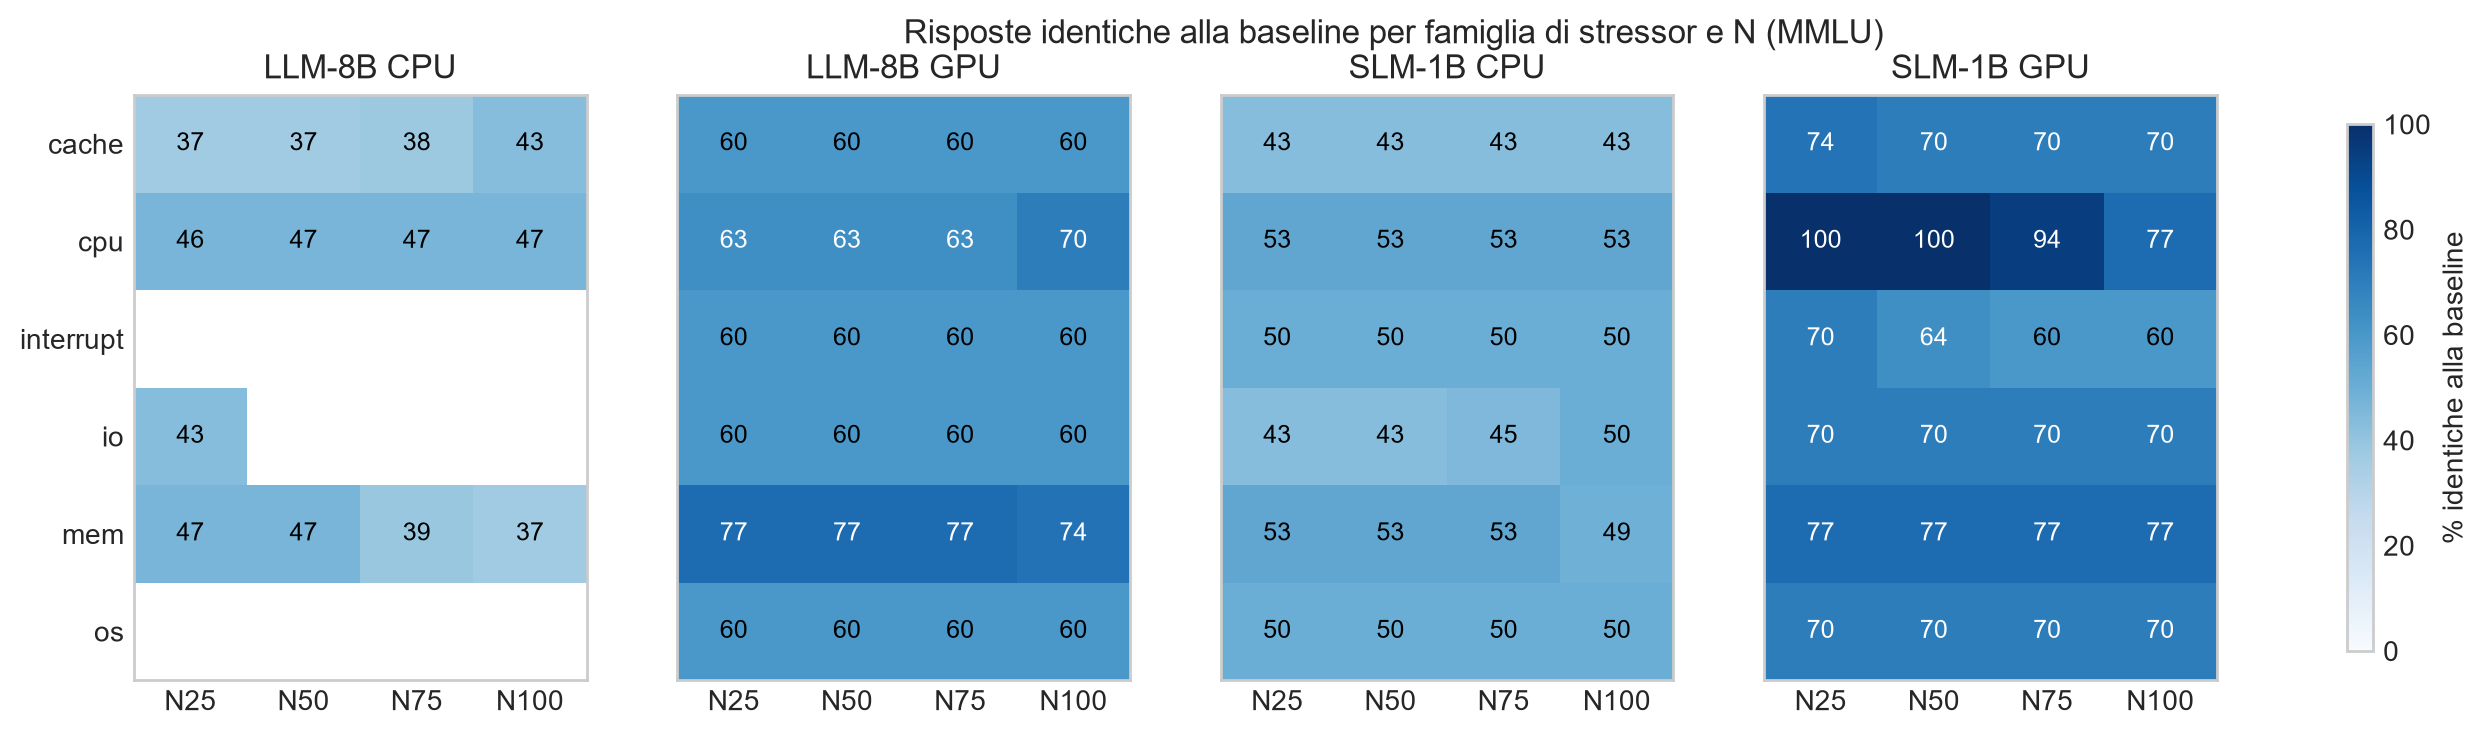 Risposte identiche alla baseline per famiglia di stressor e N (MMLU)
LLM-8B CPU LLM-8B GPU SLM-1B CPU SLM-1B GPU
cache 37 37 38 43 60 60 60 60 43 43 43 43 74 70 70 70
cpu 46 47 47 47 63 63 63 70 53 53 53 53 100 100 94 77
interrupt 60 60 60 60 50 50 50 50 70 64 60 60
io 43 60 60 60 60 43 43 45 50 70 70 70 70
mem 47 47 39 37 77 77 77 74 53 53 53 49 77 77 77 77
os 60 60 60 60 50 50 50 50 70 70 70 70
N25 N50 N75 N100 N25 N50 N75 N100 N25 N50 N75 N100 N25 N50 N75 N100
100
80
60
40
20
0
% identiche alla baseline